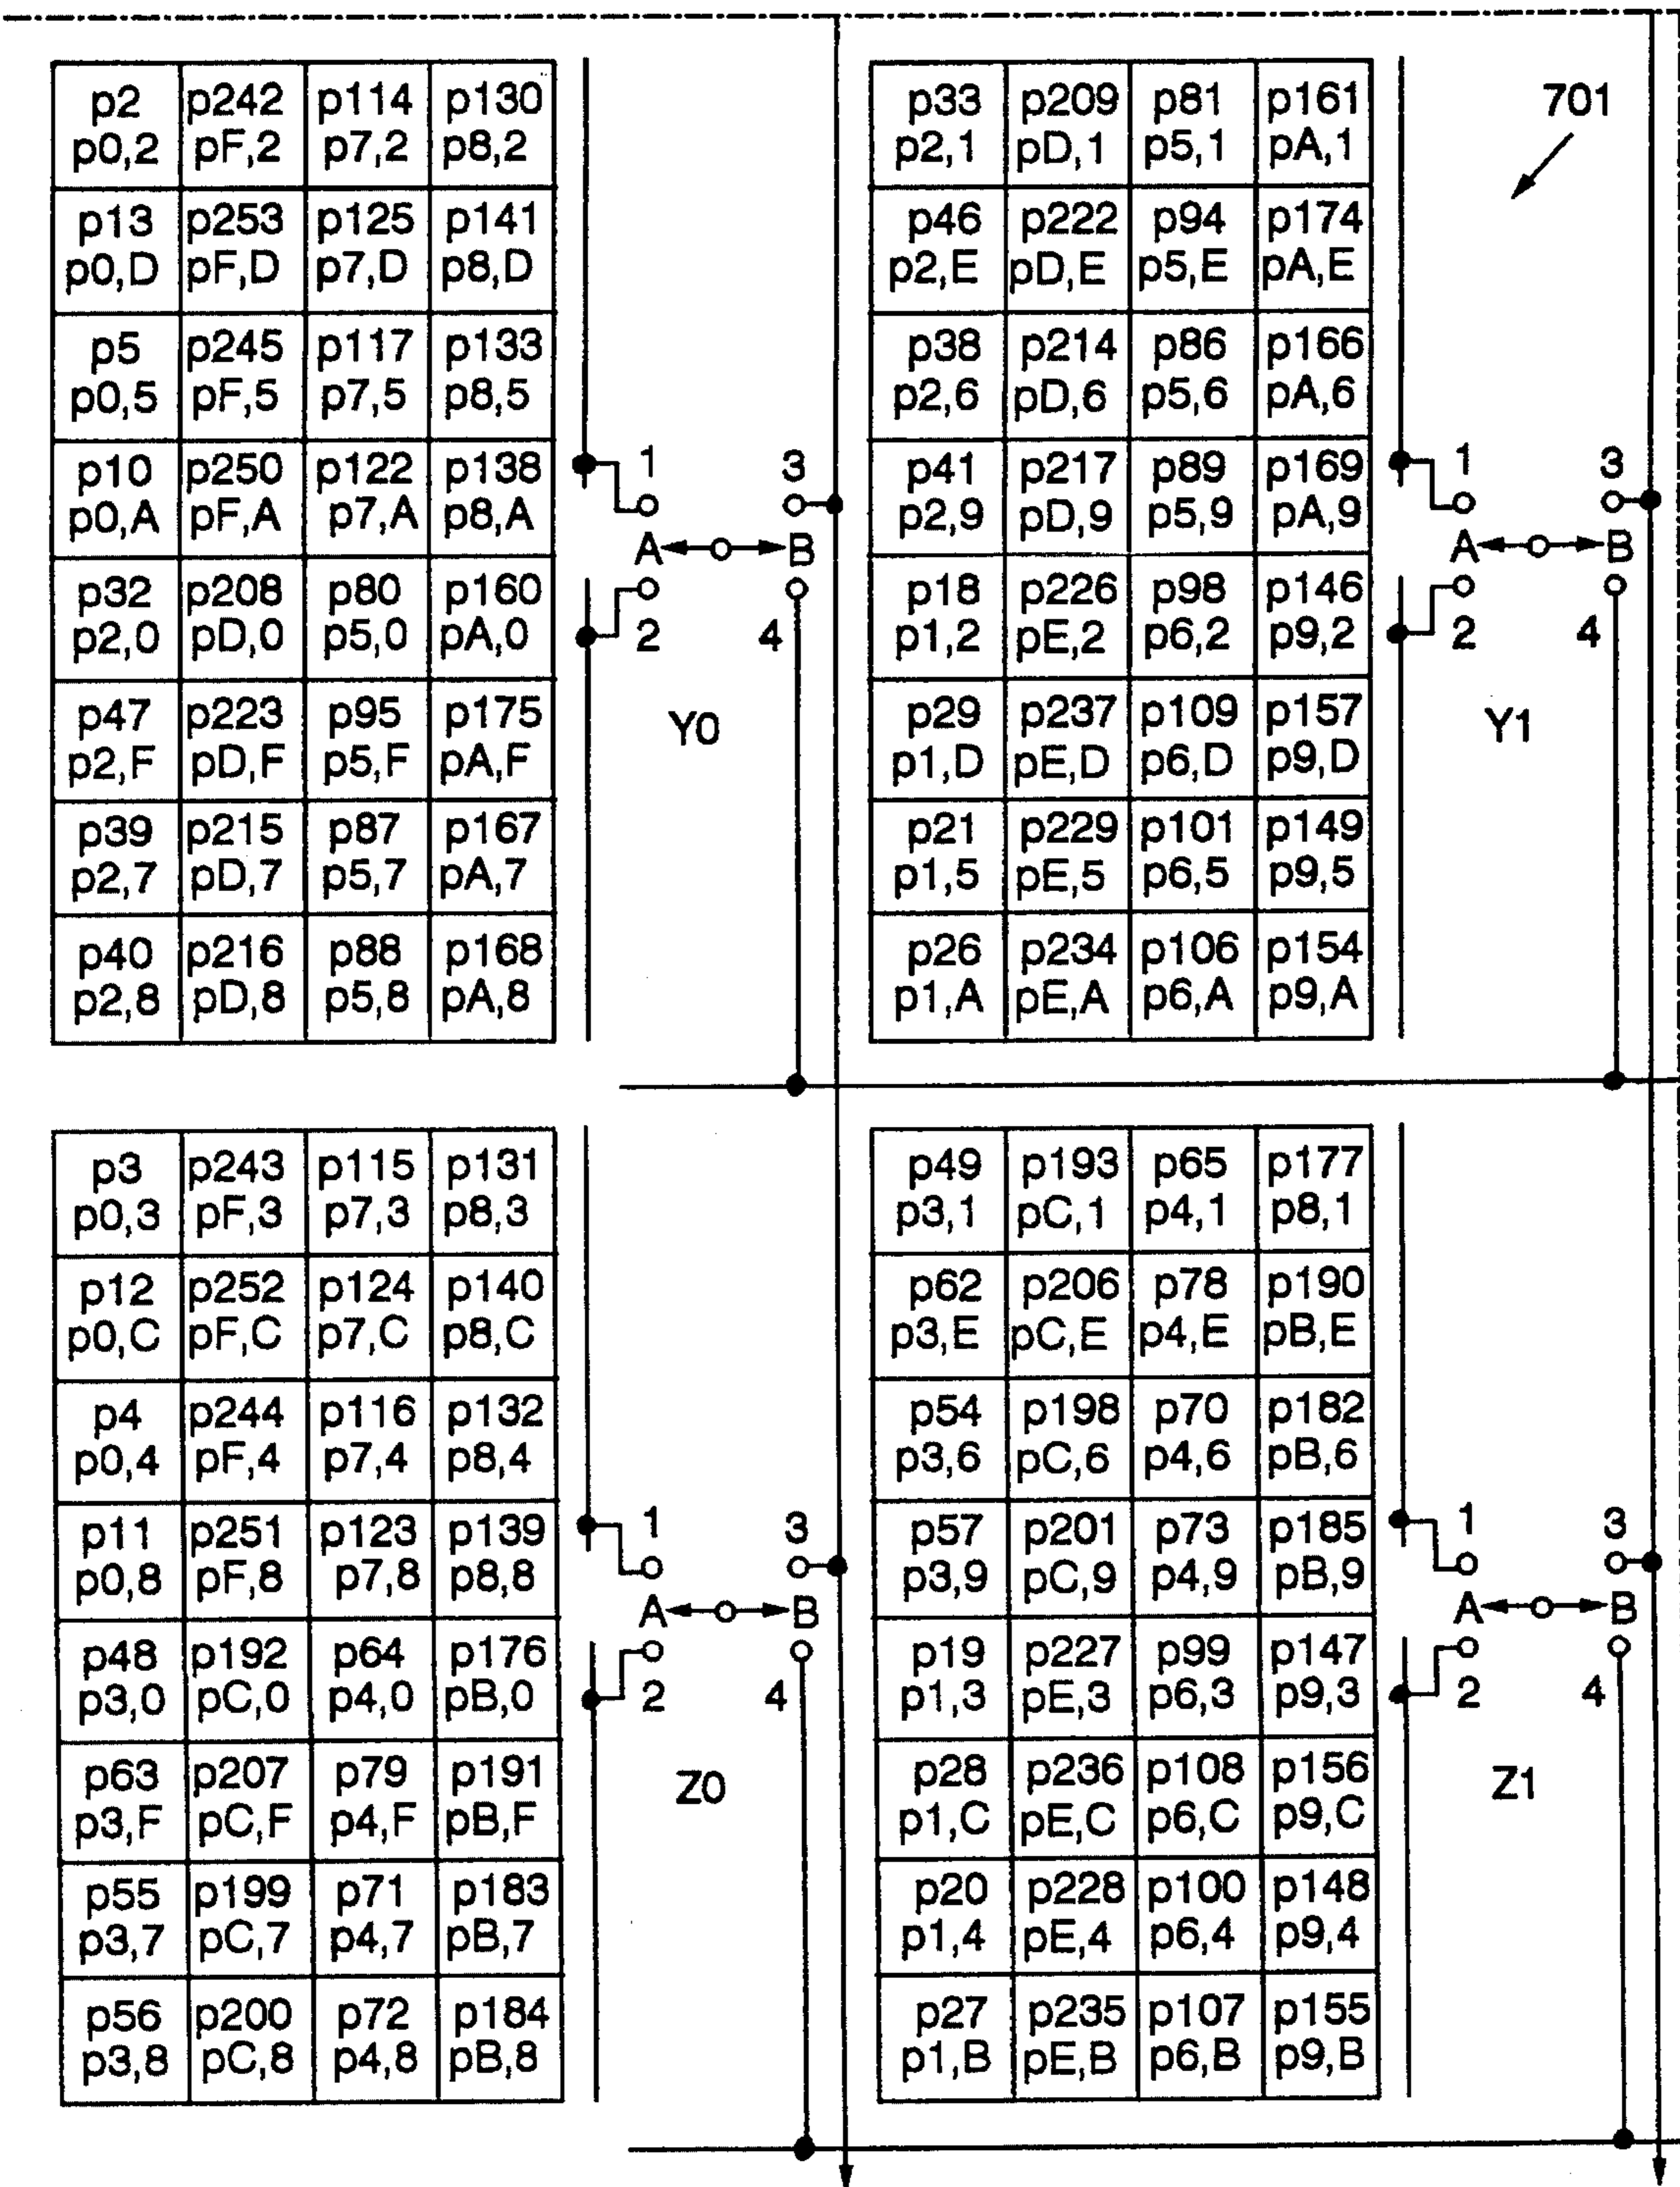 p2 p242 p114 p130
p0,2 pF,2 p7,2 p8,2
p13 p253 p125 p141
p0,D pF,D p7,D p8,D
p5 p245 p117 p133
p0,5 pF,5 p7,5 p8,5
p10 p250 p122 p138
p0,A pF,A p7,A p8,A
p32 p208 p80 p160
p2,0 pD,0 p5,0 pA,0
p47 p223 p95 p175
p2,F pD,F p5,F pA,F
p39 p215 p87 p167
p2,7 pD,7 p5,7 pA,7
p40 p216 p88 p168
p2,8 pD,8 p5,8 pA,8
1 3
A B
2 4
Y0
p33 p209 p81 p161
p2,1 pD,1 p5,1 pA,1
p46 p222 p94 p174
p2,E pD,E p5,E pA,E
p38 p214 p86 p166
p2,6 pD,6 p5,6 pA,6
p41 p217 p89 p169
p2,9 pD,9 p5,9 pA,9
p18 p226 p98 p146
p1,2 pE,2 p6,2 p9,2
p29 p237 p109 p157
p1,D pE,D p6,D p9,D
p21 p229 p101 p149
p1,5 pE,5 p6,5 p9,5
p26 p234 p106 p154
p1,A pE,A p6,A p9,A
701
1 3
A B
2 4
Y1
p3 p243 p115 p131
p0,3 pF,3 p7,3 p8,3
p12 p252 p124 p140
p0,C pF,C p7,C p8,C
p4 p244 p116 p132
p0,4 pF,4 p7,4 p8,4
p11 p251 p123 p139
p0,8 pF,8 p7,8 p8,8
p48 p192 p64 p176
p3,0 pC,0 p4,0 pB,0
p63 p207 p79 p191
p3,F pC,F p4,F pB,F
p55 p199 p71 p183
p3,7 pC,7 p4,7 pB,7
p56 p200 p72 p184
p3,8 pC,8 p4,8 pB,8
1 3
A B
2 4
Z0
p49 p193 p65 p177
p3,1 pC,1 p4,1 p8,1
p62 p206 p78 p190
p3,E pC,E p4,E pB,E
p54 p198 p70 p182
p3,6 pC,6 p4,6 pB,6
p57 p201 p73 p185
p3,9 pC,9 p4,9 pB,9
p19 p227 p99 p147
p1,3 pE,3 p6,3 p9,3
p28 p236 p108 p156
p1,C pE,C p6,C p9,C
p20 p228 p100 p148
p1,4 pE,4 p6,4 p9,4
p27 p235 p107 p155
p1,B pE,B p6,B p9,B
1 3
A B
2 4
Z1